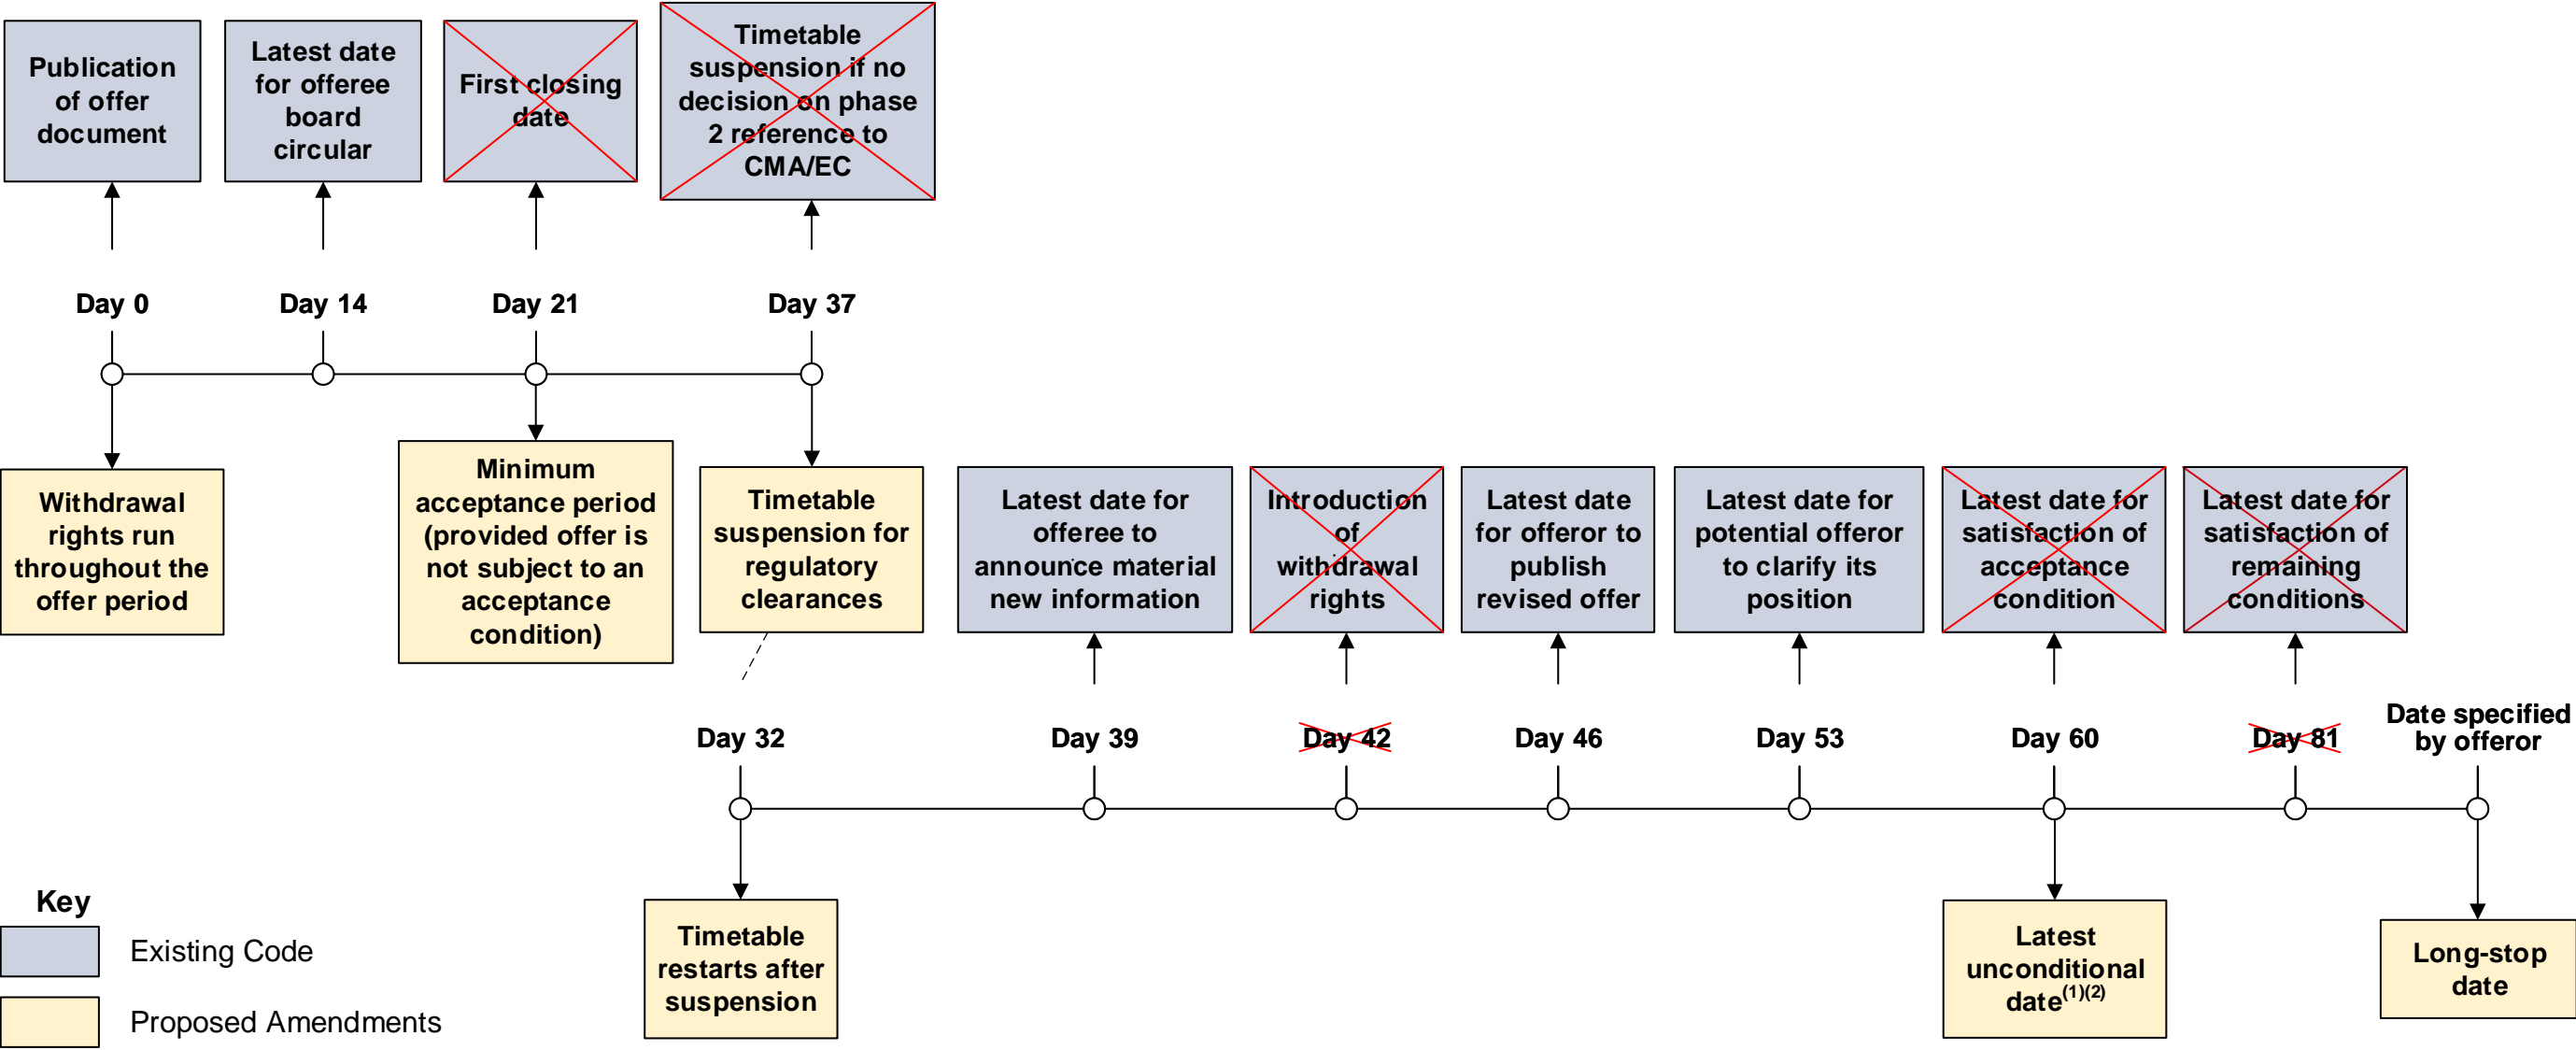 Publication
of offer
document
Latest date
for offeree
board
circular
First closing
date
Timetable
suspension if no
decision on phase
2 reference to
CMA/EC
Day 0
Day 14
Day 21
Day 37
Withdrawal
rights run
throughout the
offer period
Minimum
acceptance period
(provided offer is
not subject to an
acceptance
condition)
Timetable
suspension for
regulatory
clearances
Latest date for
offeree to
announce material
new information
Introduction
of
withdrawal
rights
Latest date
for offeror to
publish
revised offer
Latest date for
potential offeror
to clarify its
position
Latest date for
satisfaction of
acceptance
condition
Latest date for
satisfaction of
remaining
conditions
Day 32
Day 39
Day 42
Day 46
Day 53
Day 60
Day 81
Date specified
by offeror
Timetable
restarts after
suspension
Latest
unconditional
date(1)(2)
Long-stop
date
Key
Existing Code
Proposed Amendments